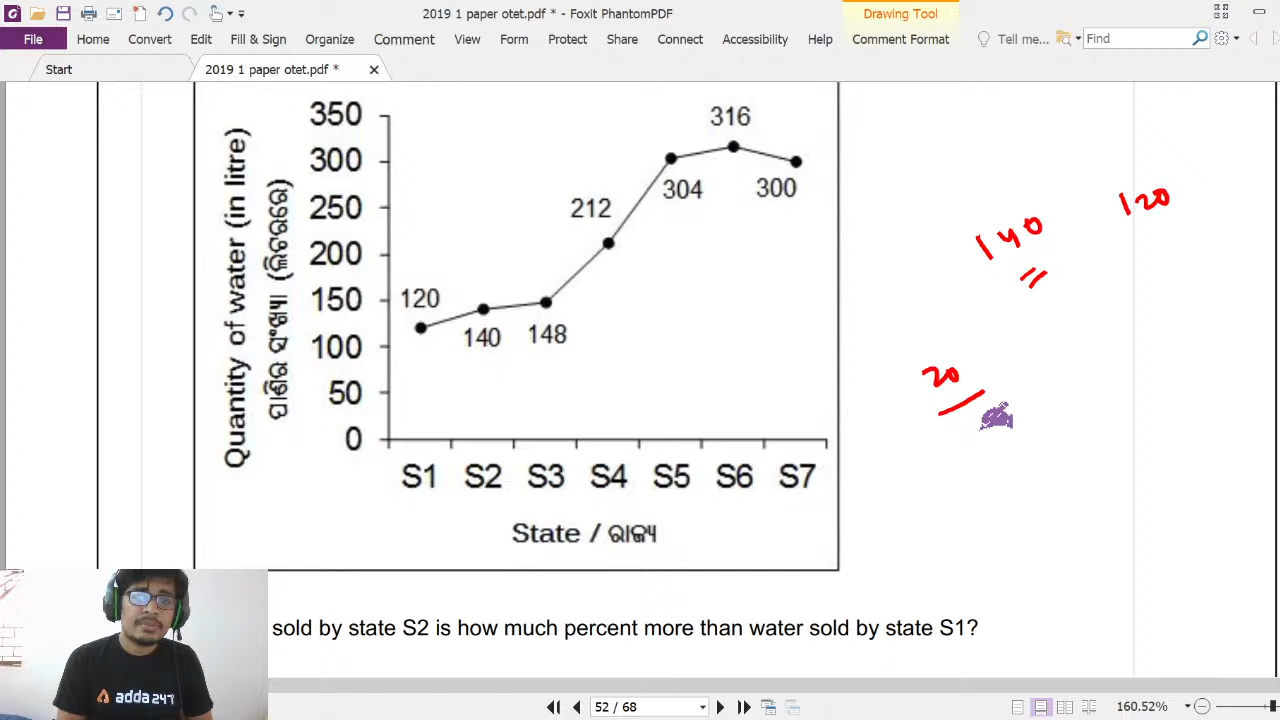 2019 1 paper otet.pdf * - Foxit PhantomPDF
Drawing Tool
File Home Convert Edit Fill & Sign Organize Comment View Form Protect Share Connect Accessibility Help Comment Format Tell me... Find
Start
2019 1 paper otet.pdf *
Quantity of water (in litre)
ପାଣିର ସଂଖ୍ୟା (ଲିଟରରେ)
350
300
250
200
150
100
50
0
120
140
148
212
304
316
300
S1 S2 S3 S4 S5 S6 S7
State / ରାଜ୍ୟ
140
120
20
adda247
sold by state S2 is how much percent more than water sold by state S1?
52 / 68
160.52%